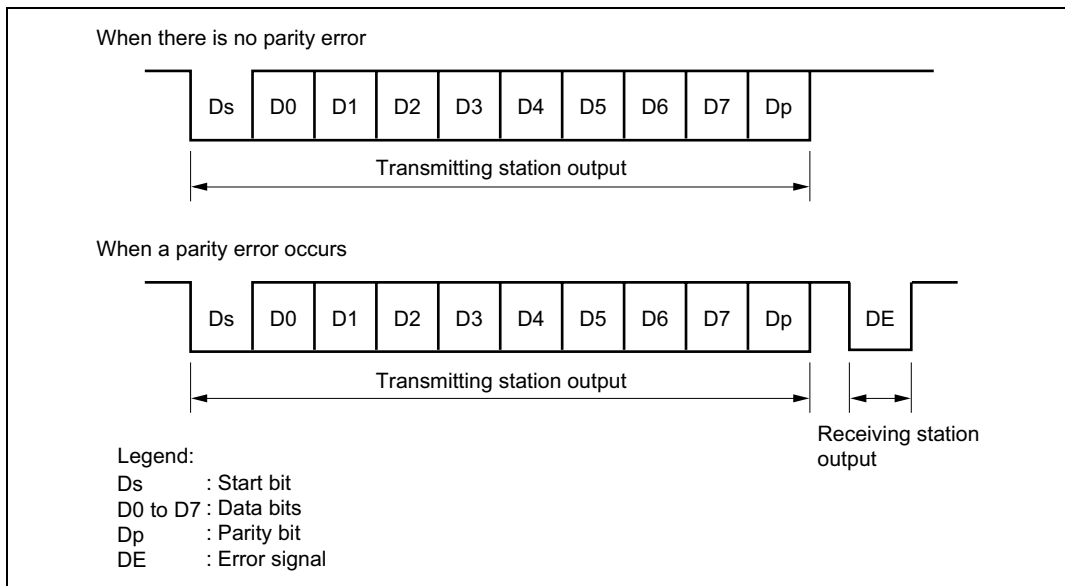 When there is no parity error
Ds D0 D1 D2 D3 D4 D5 D6 D7 Dp
Transmitting station output
When a parity error occurs
Ds D0 D1 D2 D3 D4 D5 D6 D7 Dp DE
Transmitting station output
Receiving station
output
Legend:
Ds : Start bit
D0 to D7 : Data bits
Dp : Parity bit
DE : Error signal